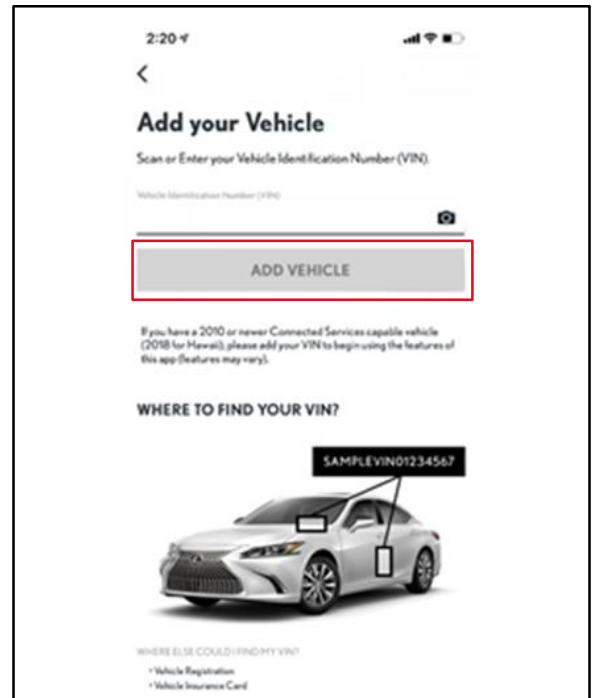 2:20
Add your Vehicle
Scan or Enter your Vehicle Identification Number (VIN).
Vehicle Identification Number (VIN)
ADD VEHICLE
If you have a 2010 or newer Connected Services capable vehicle
(2018 for Hawaii), please add your VIN to begin using the features of
this app (features may vary).
WHERE TO FIND YOUR VIN?
SAMPLEVIN01234567
WHERE ELSE COULD I FIND MY VIN?
• Vehicle Registration
• Vehicle Insurance Card